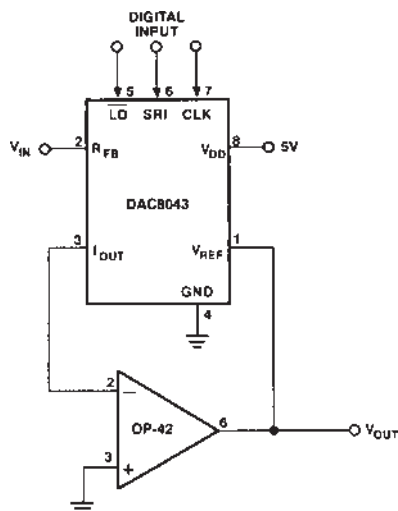 DIGITAL
INPUT
5 6 7
LD SRI CLK
VIN 2 RFB
VDD 8 5V
DAC8043
3 IOUT
VREF 1
GND
4
2
−
OP-42 6
VOUT
3
+